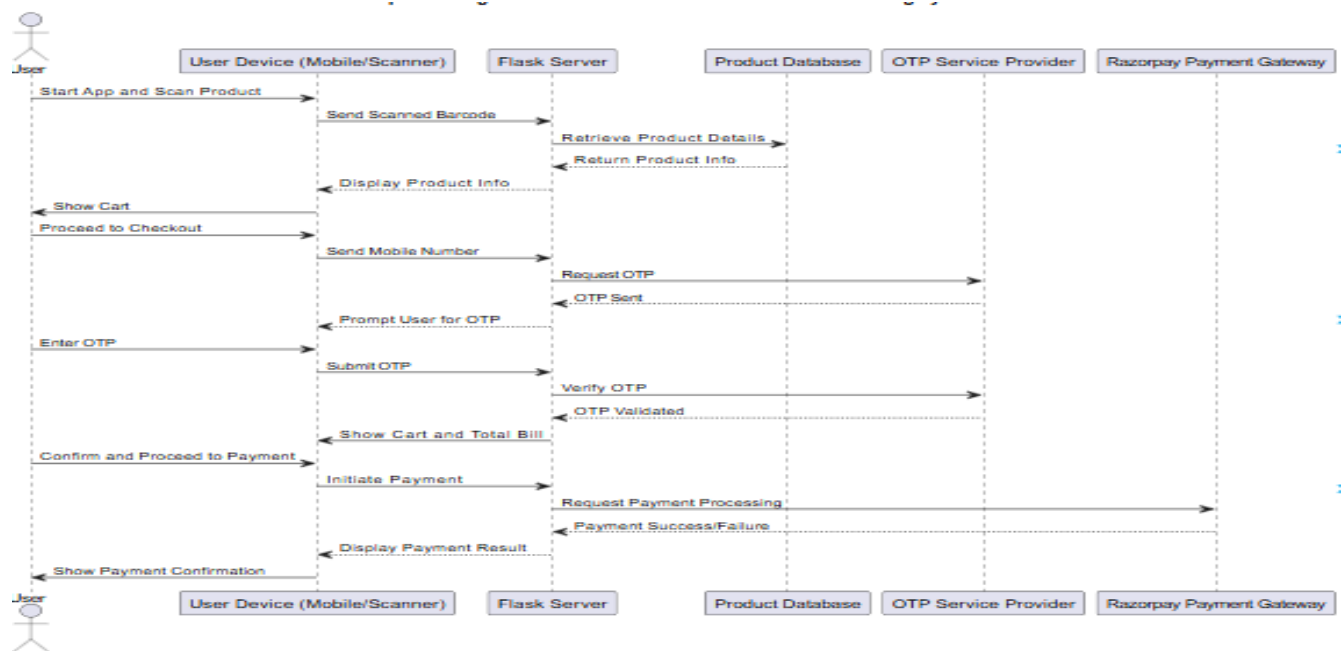 User
User Device (Mobile/Scanner)
Flask Server
Product Database
OTP Service Provider
Razorpay Payment Gateway
Start App and Scan Product
Send Scanned Barcode
Retrieve Product Details
Return Product Info
Display Product Info
Show Cart
Proceed to Checkout
Send Mobile Number
Request OTP
OTP Sent
Prompt User for OTP
Enter OTP
Submit OTP
Verify OTP
OTP Validated
Show Cart and Total Bill
Confirm and Proceed to Payment
Initiate Payment
Request Payment Processing
Payment Success/Failure
Display Payment Result
Show Payment Confirmation
User
User Device (Mobile/Scanner)
Flask Server
Product Database
OTP Service Provider
Razorpay Payment Gateway